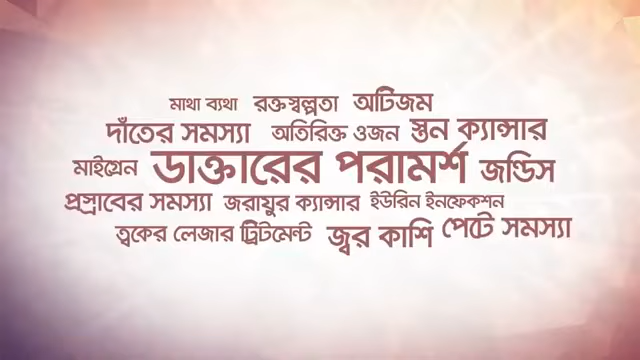 মাথা ব্যথা রক্তস্বল্পতা অটিজম
দাঁতের সমস্যা অতিরিক্ত ওজন স্তন ক্যান্সার
মাইগ্রেন ডাক্তারের পরামর্শ জন্ডিস
প্রস্রাবের সমস্যা জরায়ুর ক্যান্সার ইউরিন ইনফেকশন
ত্বকের লেজার ট্রিটমেন্ট জ্বর কাশি পেটে সমস্যা